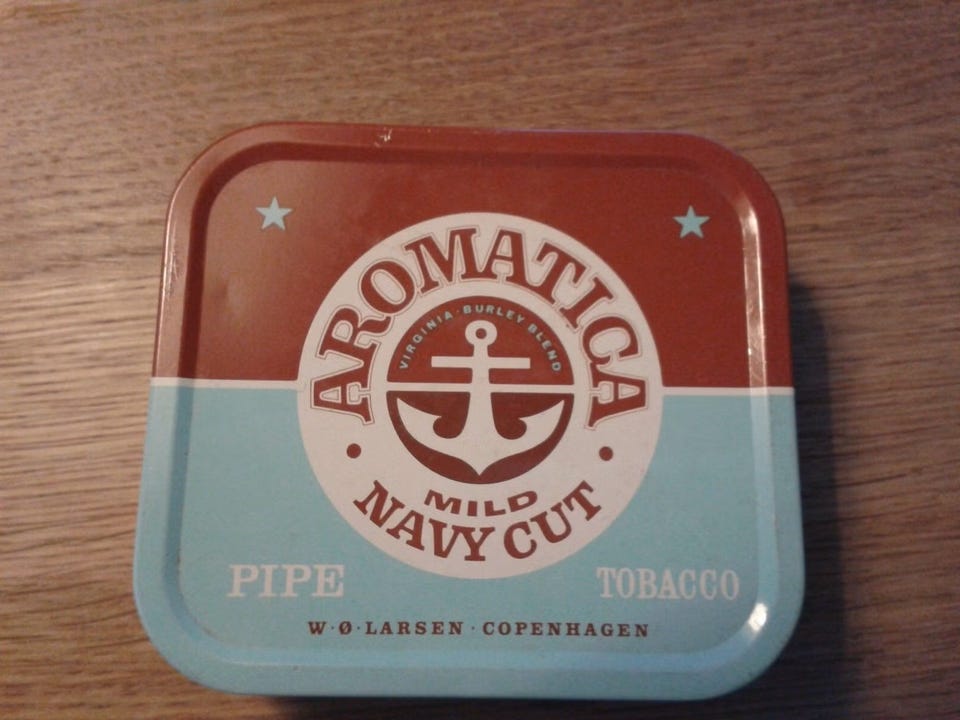 AROMATICA
VIRGINIA · BURLEY BLEND
MILD
NAVY CUT
PIPE TOBACCO
W·Ø·LARSEN · COPENHAGEN